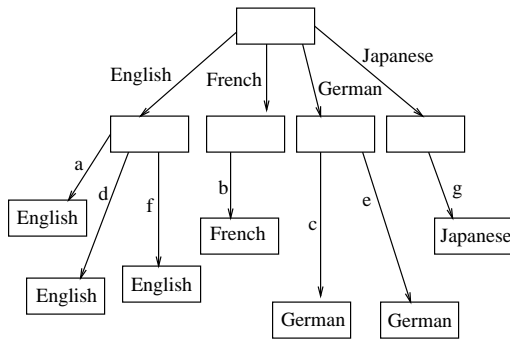 English
French
German
Japanese
a
d
f
b
c
e
g
English
French
Japanese
English
English
German
German